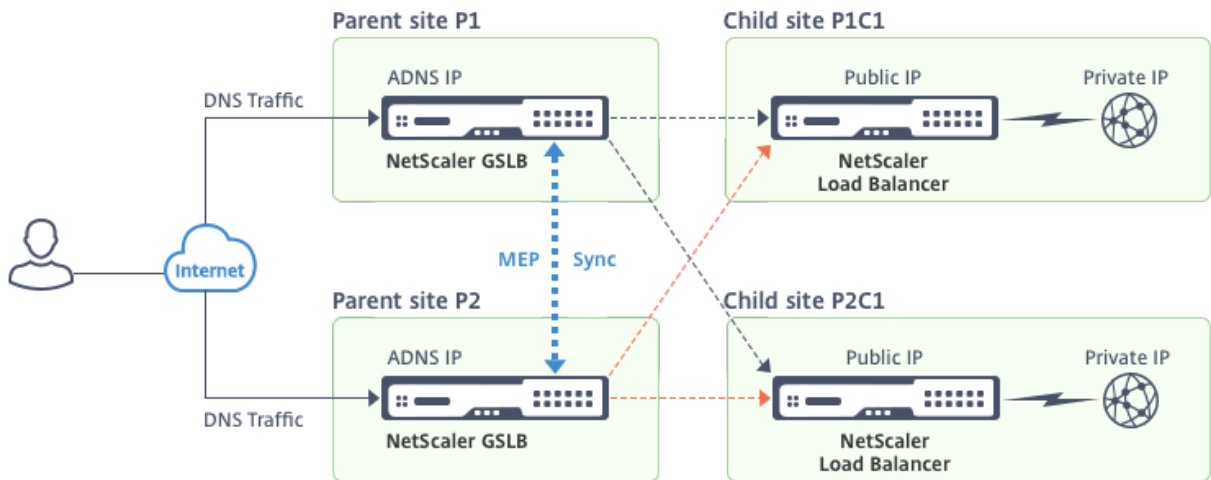 Parent site P1
Child site P1C1
ADNS IP
Public IP
Private IP
DNS Traffic
NetScaler GSLB
NetScaler
Load Balancer
Internet
MEP Sync
Parent site P2
Child site P2C1
ADNS IP
Public IP
Private IP
DNS Traffic
NetScaler GSLB
NetScaler
Load Balancer